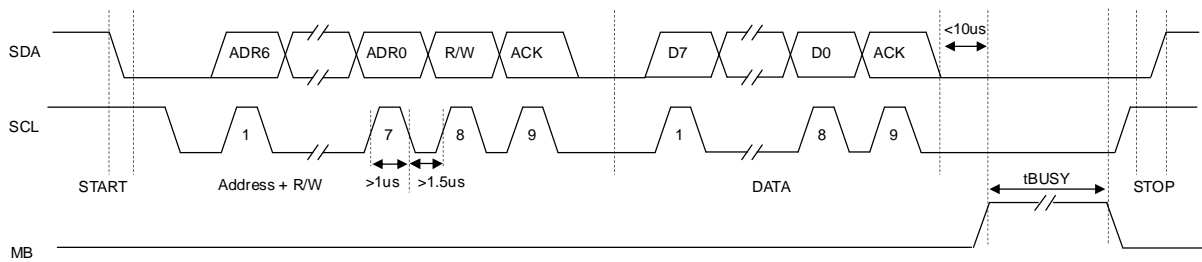 <10us
SDA ADR6 ADR0 R/W ACK D7 D0 ACK
SCL 1 7 8 9 1 8 9
>1us >1.5us
START Address + R/W DATA tBUSY STOP
MB